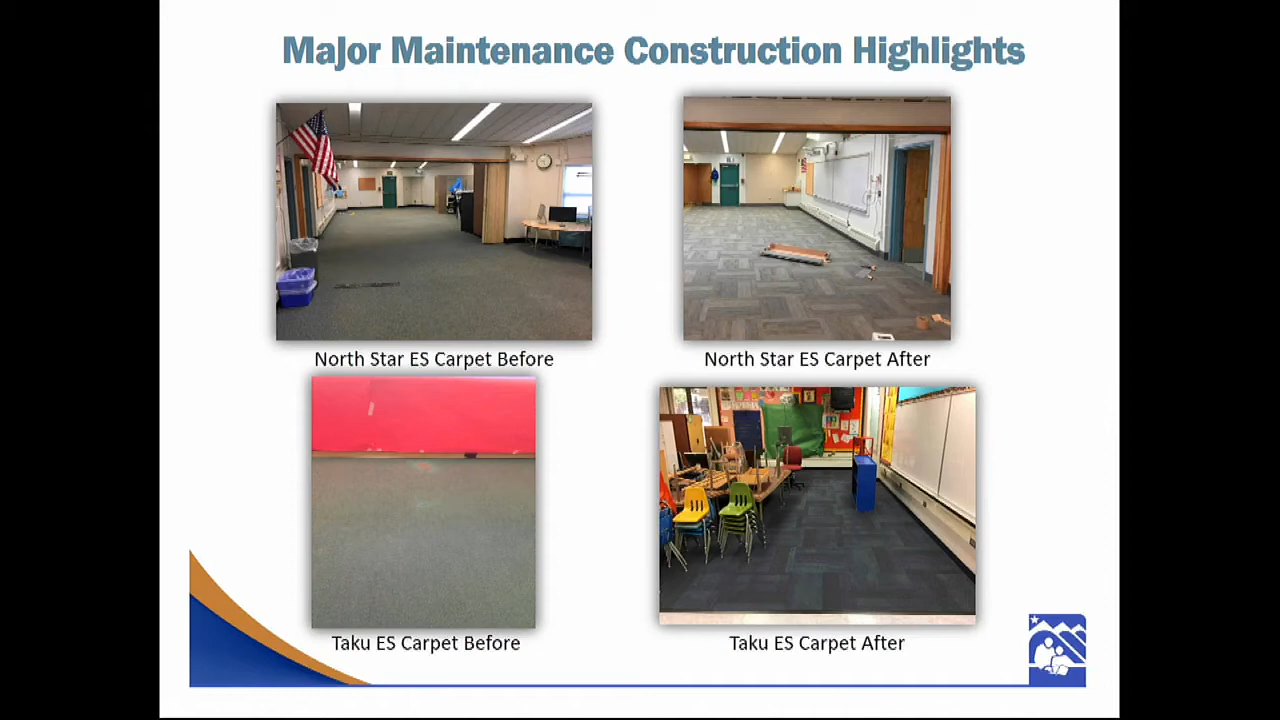 Major Maintenance Construction Highlights
North Star ES Carpet Before
North Star ES Carpet After
Taku ES Carpet Before
Taku ES Carpet After